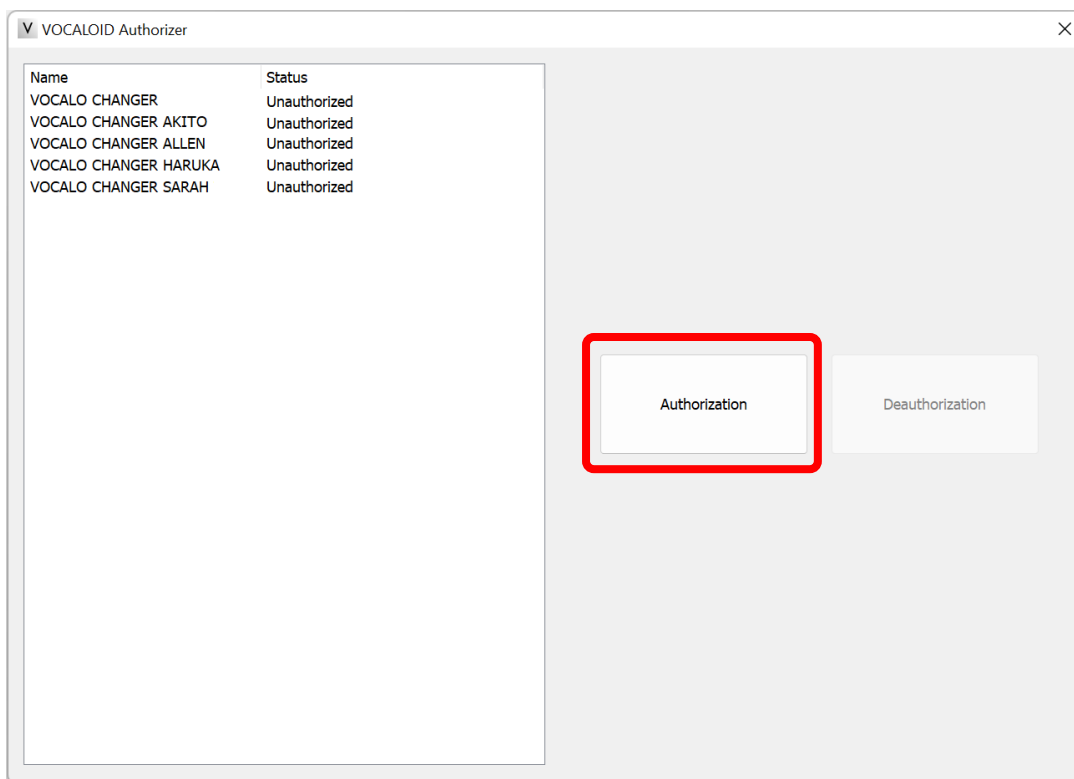 V VOCALOID Authorizer
Name Status
VOCALO CHANGER Unauthorized
VOCALO CHANGER AKITO Unauthorized
VOCALO CHANGER ALLEN Unauthorized
VOCALO CHANGER HARUKA Unauthorized
VOCALO CHANGER SARAH Unauthorized
Authorization Deauthorization